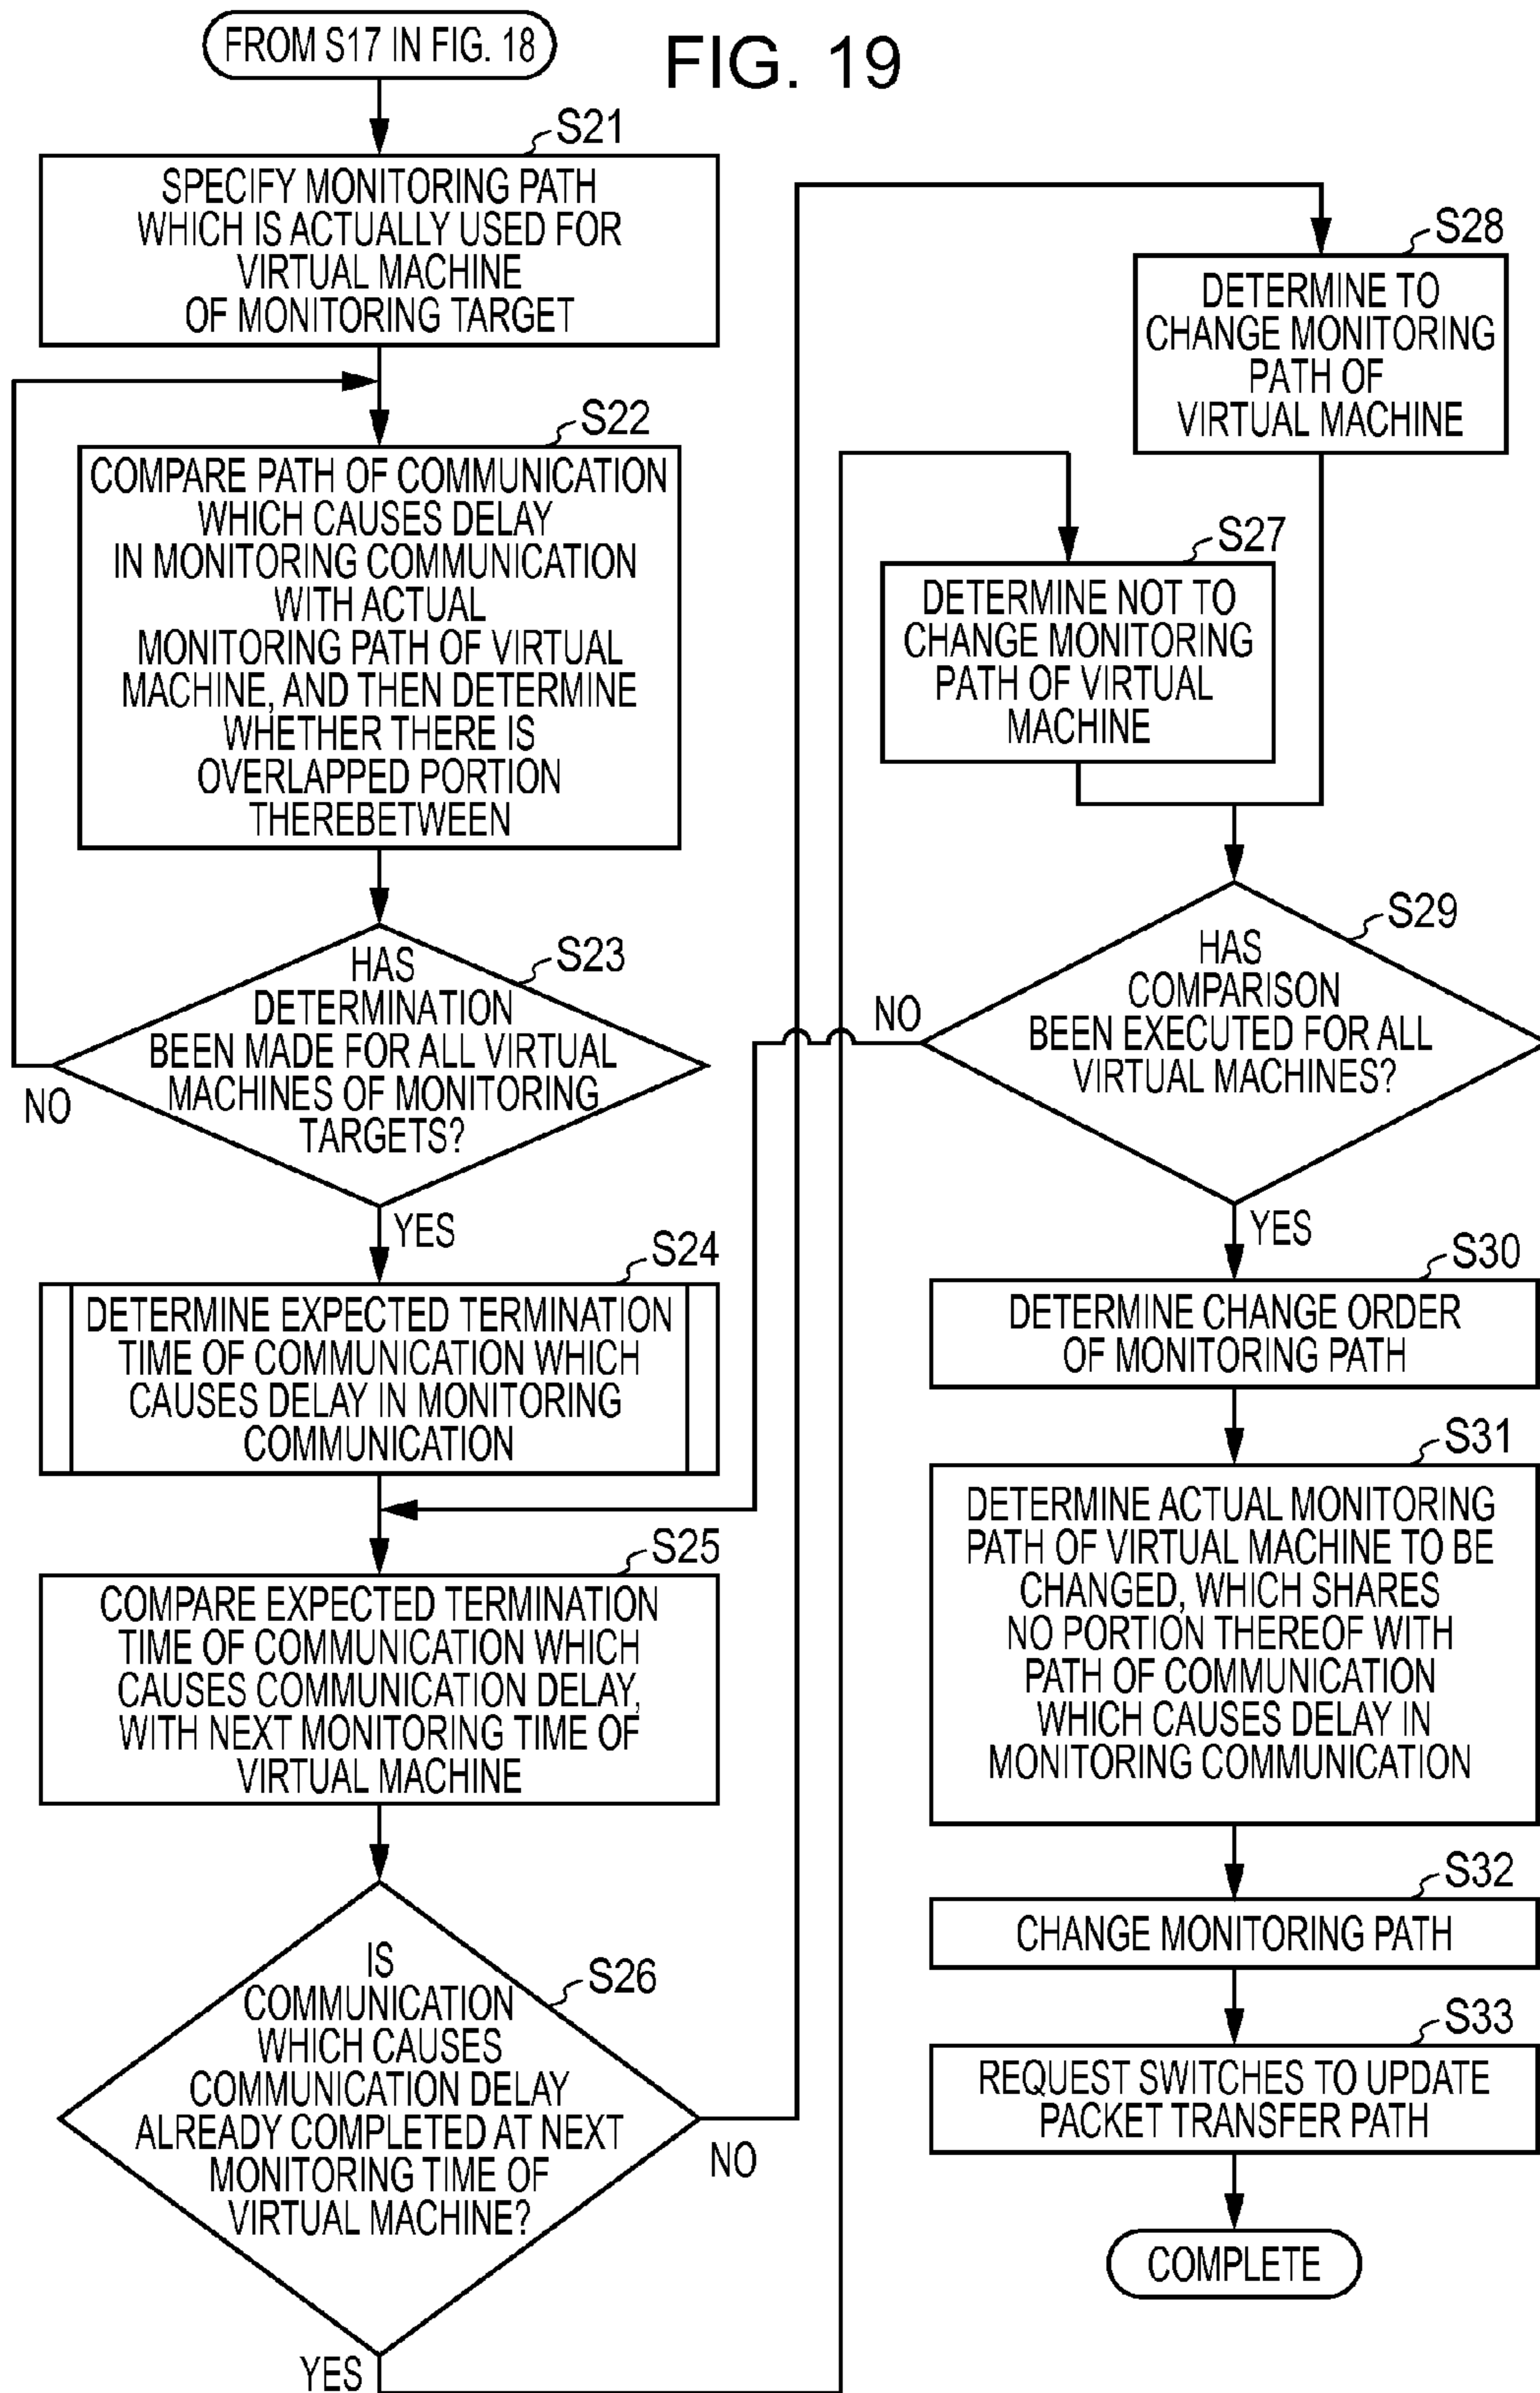 FROM S17 IN FIG. 18
FIG. 19
S21
SPECIFY MONITORING PATH
WHICH IS ACTUALLY USED FOR
VIRTUAL MACHINE
OF MONITORING TARGET
S22
COMPARE PATH OF COMMUNICATION
WHICH CAUSES DELAY
IN MONITORING COMMUNICATION
WITH ACTUAL
MONITORING PATH OF VIRTUAL
MACHINE, AND THEN DETERMINE
WHETHER THERE IS
OVERLAPPED PORTION
THEREBETWEEN
S23
HAS
DETERMINATION
BEEN MADE FOR ALL VIRTUAL
MACHINES OF MONITORING
TARGETS?
NO
YES
S24
DETERMINE EXPECTED TERMINATION
TIME OF COMMUNICATION WHICH
CAUSES DELAY IN MONITORING
COMMUNICATION
S25
COMPARE EXPECTED TERMINATION
TIME OF COMMUNICATION WHICH
CAUSES COMMUNICATION DELAY,
WITH NEXT MONITORING TIME OF
VIRTUAL MACHINE
S26
IS
COMMUNICATION
WHICH CAUSES
COMMUNICATION DELAY
ALREADY COMPLETED AT NEXT
MONITORING TIME OF
VIRTUAL MACHINE?
NO
YES
S28
DETERMINE TO
CHANGE MONITORING
PATH OF
VIRTUAL MACHINE
S27
DETERMINE NOT TO
CHANGE MONITORING
PATH OF VIRTUAL
MACHINE
S29
HAS
COMPARISON
BEEN EXECUTED FOR ALL
VIRTUAL MACHINES?
NO
YES
S30
DETERMINE CHANGE ORDER
OF MONITORING PATH
S31
DETERMINE ACTUAL MONITORING
PATH OF VIRTUAL MACHINE TO BE
CHANGED, WHICH SHARES
NO PORTION THEREOF WITH
PATH OF COMMUNICATION
WHICH CAUSES DELAY IN
MONITORING COMMUNICATION
S32
CHANGE MONITORING PATH
S33
REQUEST SWITCHES TO UPDATE
PACKET TRANSFER PATH
COMPLETE